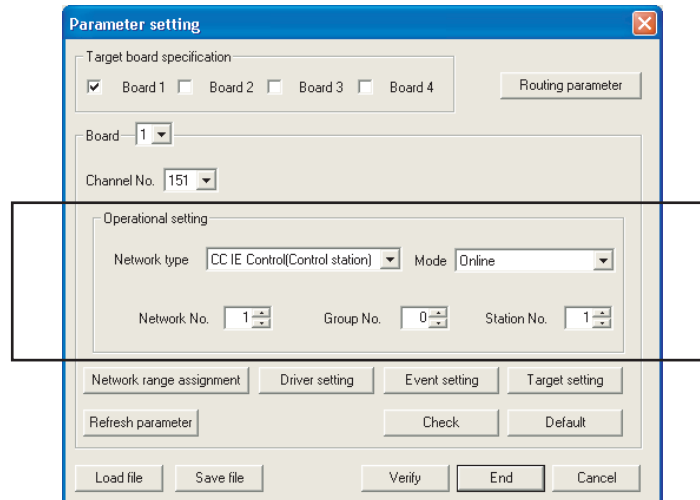 Parameter setting
Target board specification
Board 1 Board 2 Board 3 Board 4
Routing parameter
Board 1
Channel No. 151
Operational setting
Network type CC IE Control(Control station) Mode Online
Network No. 1 Group No. 0 Station No. 1
Network range assignment Driver setting Event setting Target setting
Refresh parameter Check Default
Load file Save file Verify End Cancel